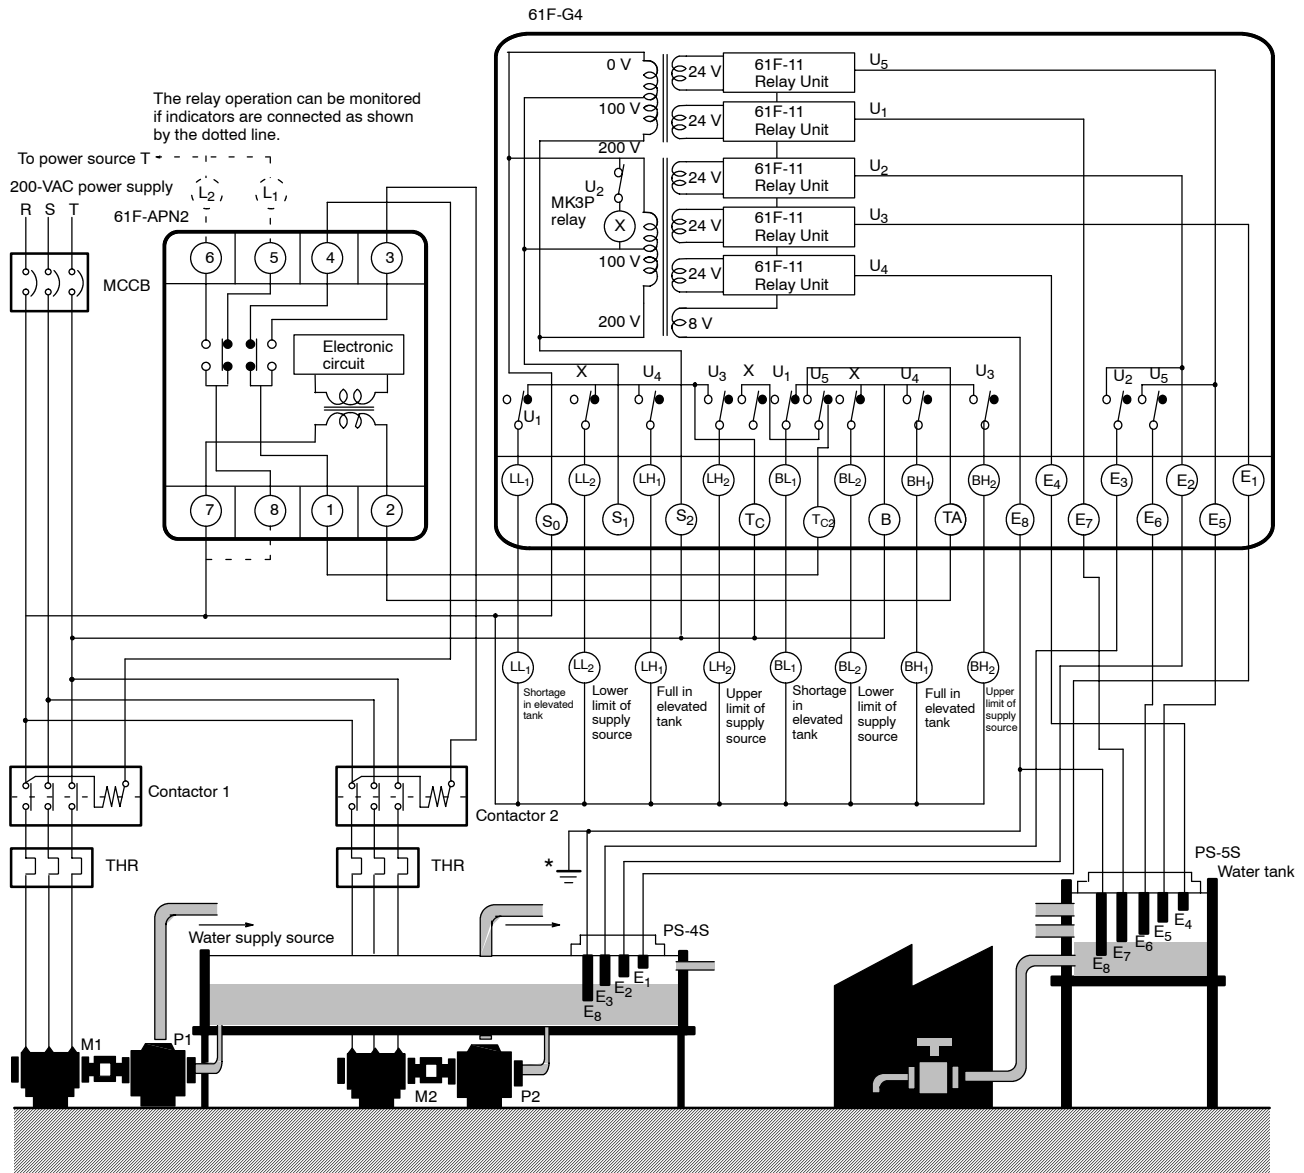 61F-G4
The relay operation can be monitored
if indicators are connected as shown
by the dotted line.
To power source T
200-VAC power supply
R S T
61F-APN2
MCCB
L2 L1
6 5 4 3
Electronic
circuit
7 8 1 2
0 V
100 V
200 V
24 V
61F-11
Relay Unit
U5
24 V
61F-11
Relay Unit
U1
24 V
61F-11
Relay Unit
U2
24 V
61F-11
Relay Unit
U3
24 V
61F-11
Relay Unit
U4
8 V
U2
MK3P
relay
X
100 V
200 V
U1 X U4 U3 X U1 U5 X U4 U3 U2 U5
LL1 LL2 LH1 LH2 BL1 BL2 BH1 BH2 E4 E3 E2 E1
S0 S1 S2 TC TC2 B TA E8 E7 E6 E5
LL1 LL2 LH1 LH2 BL1 BL2 BH1 BH2
Shortage
in elevated
tank
Lower
limit of
supply
source
Full in
elevated
tank
Upper
limit of
supply
source
Shortage
in
elevated
tank
Lower
limit of
supply
source
Full in
elevated
tank
Upper
limit of
supply
source
Contactor 1
Contactor 2
THR
THR
*
PS-5S
Water tank
E8 E7 E6 E5 E4
Water supply source
PS-4S
E8 E3 E2 E1
M1 P1
M2 P2